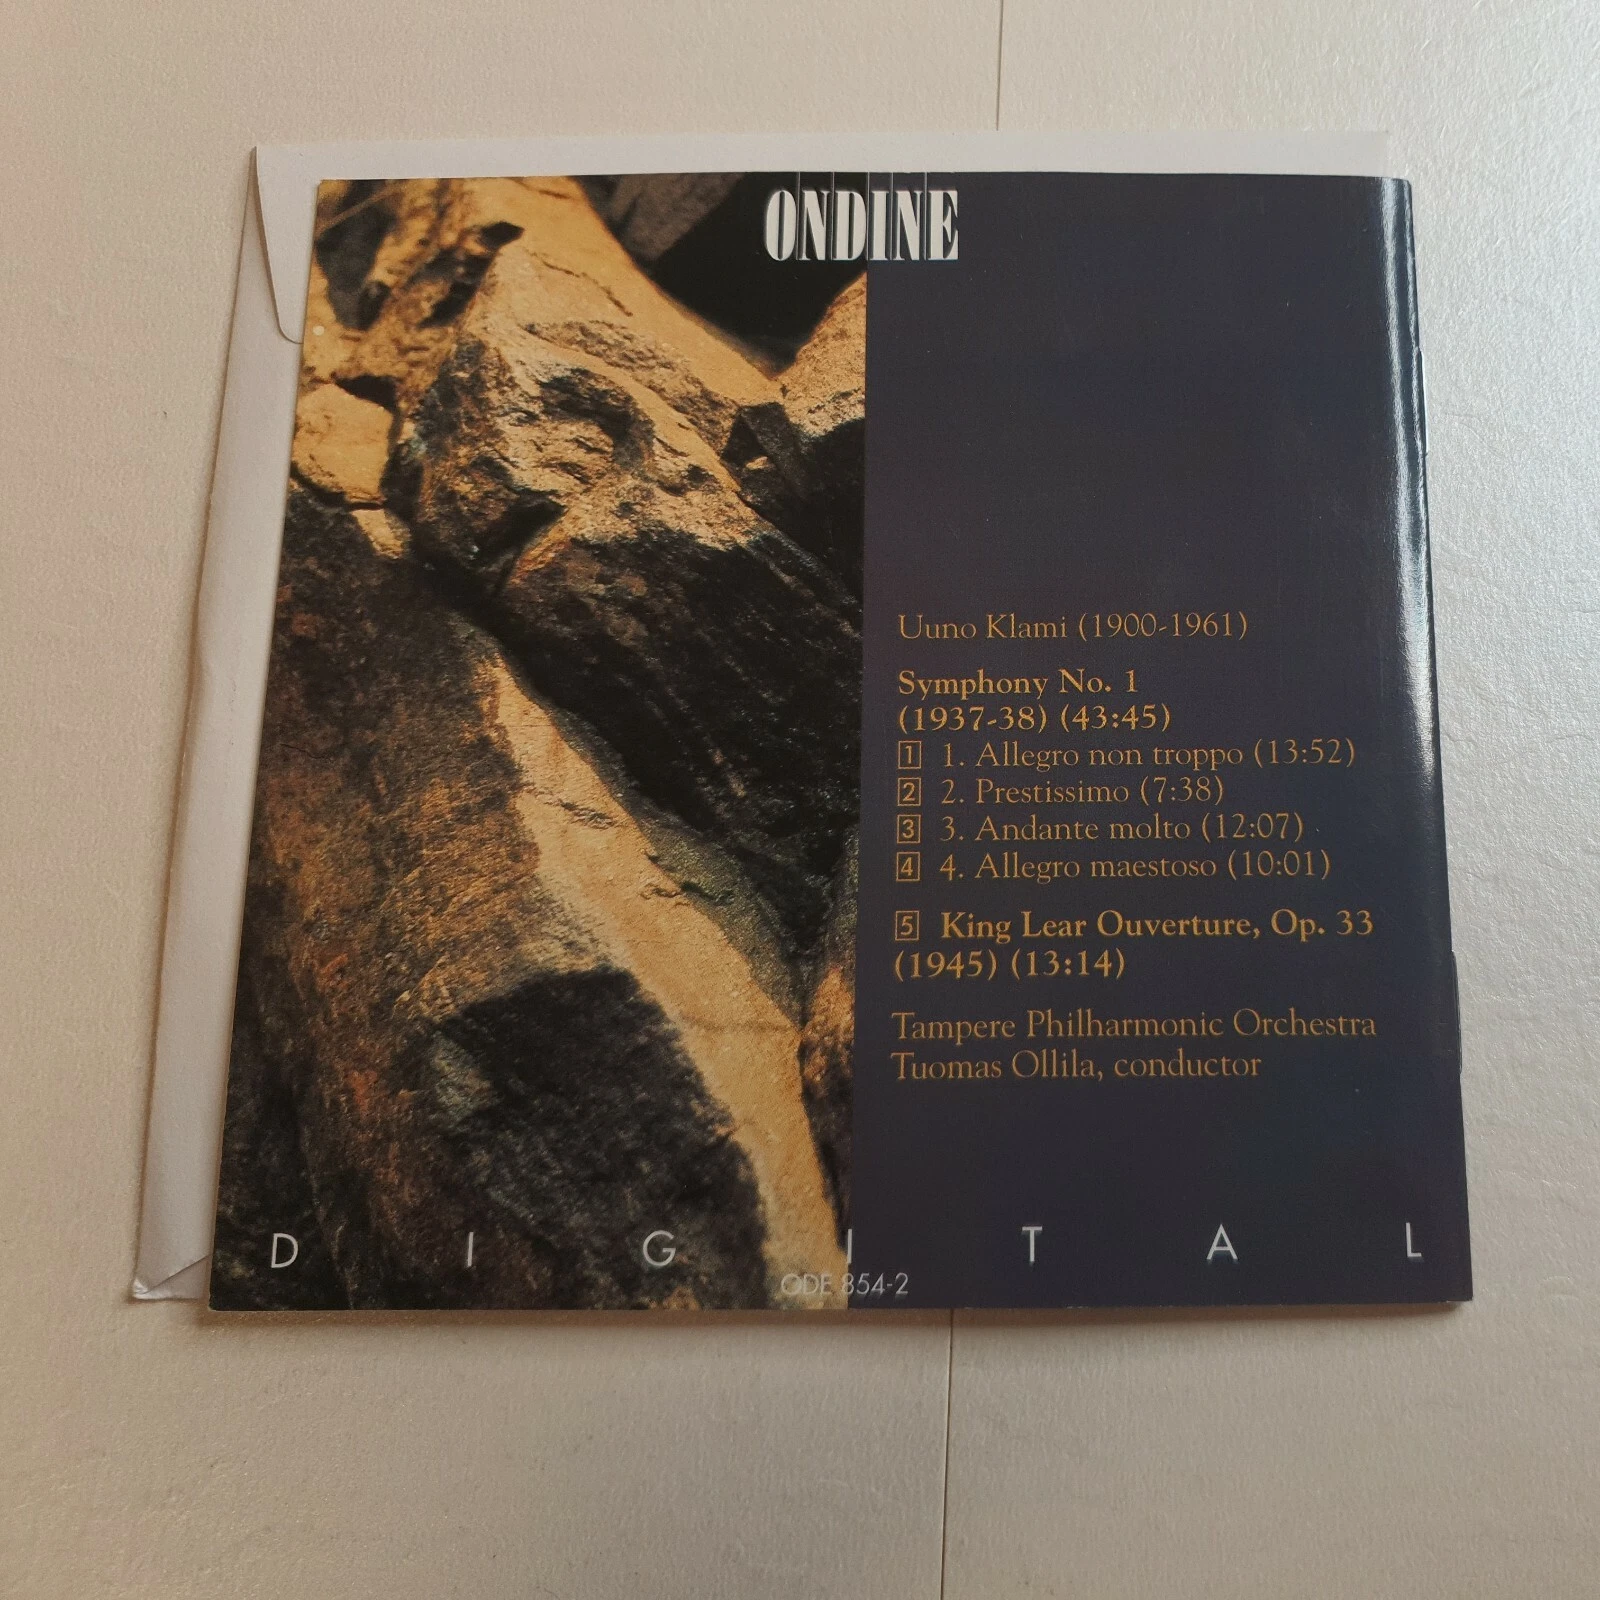 ONDINE
Uuno Klami (1900-1961)
Symphony No. 1
(1937-38) (43:45)
1 1. Allegro non troppo (13:52)
2 2. Prestissimo (7:38)
3 3. Andante molto (12:07)
4 4. Allegro maestoso (10:01)
5 King Lear Ouverture, Op. 33
(1945) (13:14)
Tampere Philharmonic Orchestra
Tuomas Ollila, conductor
DIGITAL
ODE 854-2